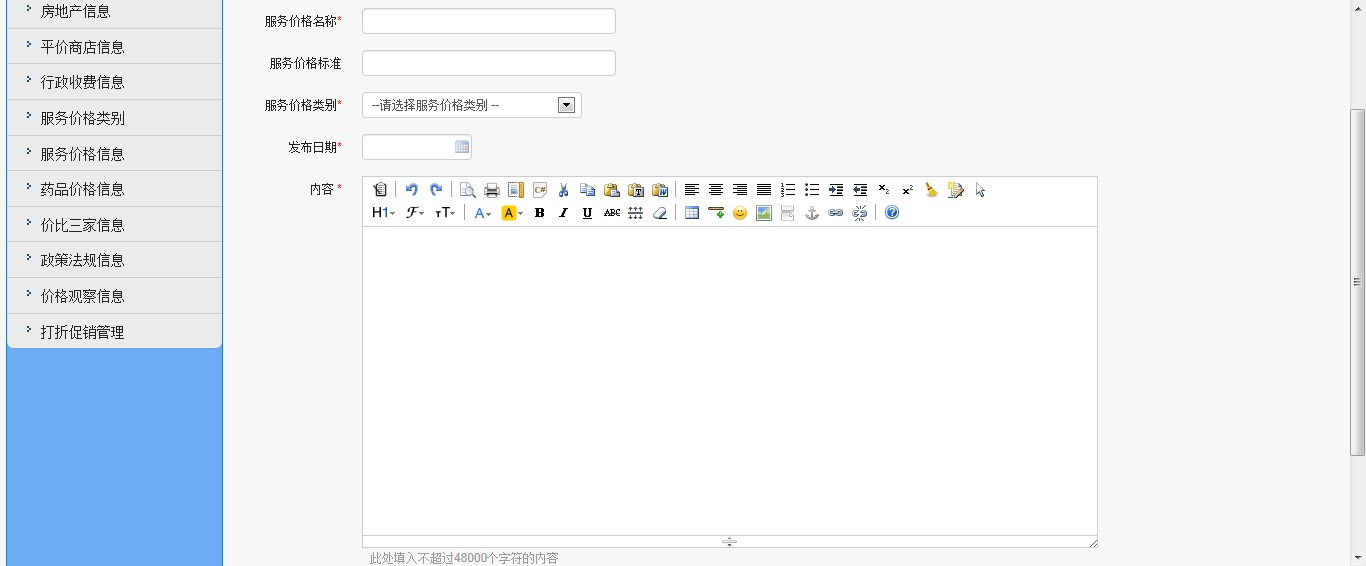 房地产信息
平价商店信息
行政收费信息
服务价格类别
服务价格信息
药品价格信息
价比三家信息
政策法规信息
价格观察信息
打折促销管理
服务价格名称*
服务价格标准
服务价格类别* --请选择服务价格类别 --
发布日期*
内容 *
C# T W x₂ x²
H1 F TT A A B I U ABC
此处填入不超过48000个字符的内容